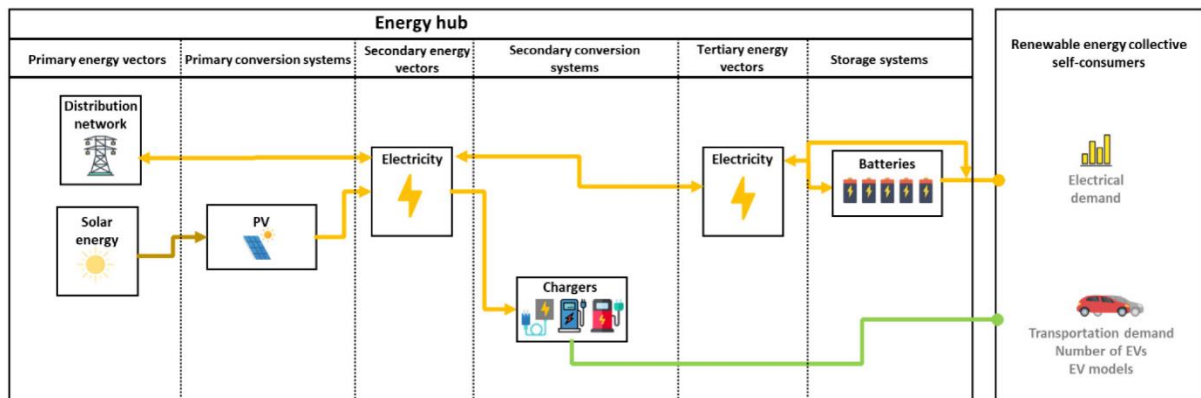 Energy hub
Primary energy vectors
Primary conversion systems
Secondary energy
vectors
Secondary conversion
systems
Tertiary energy
vectors
Storage systems
Renewable energy collective
self-consumers
Distribution
network
Electricity
Electricity
Batteries
Electrical
demand
Solar
energy
PV
Chargers
Transportation demand
Number of EVs
EV models